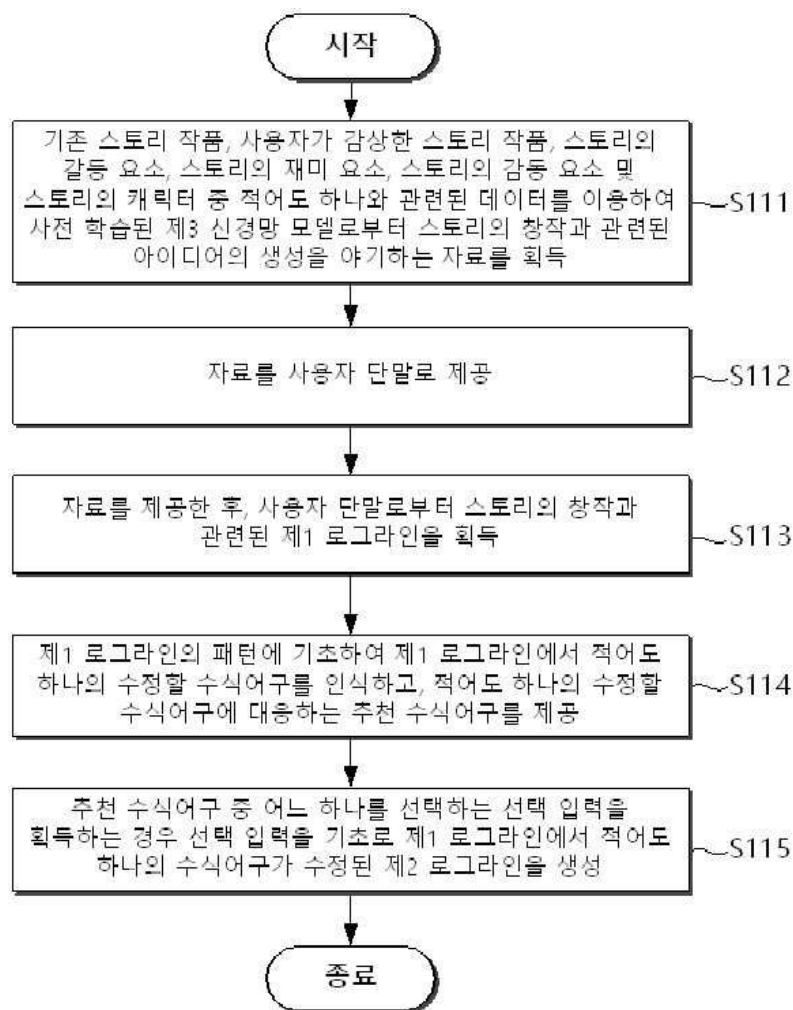 시작
기존 스토리 작품, 사용자가 감상한 스토리 작품, 스토리의
갈등 요소, 스토리의 재미 요소, 스토리의 감동 요소 및
스토리의 캐릭터 중 적어도 하나와 관련된 데이터를 이용하여
사전 학습된 제3 신경망 모델로부터 스토리의 창작과 관련된
아이디어의 생성을 야기하는 자료를 획득
S111
자료를 사용자 단말로 제공
S112
자료를 제공한 후, 사용자 단말로부터 스토리의 창작과
관련된 제1 로그라인을 획득
S113
제1 로그라인의 패턴에 기초하여 제1 로그라인에서 적어도
하나의 수정할 수식어구를 인식하고, 적어도 하나의 수정할
수식어구에 대응하는 추천 수식어구를 제공
S114
추천 수식어구 중 어느 하나를 선택하는 선택 입력을
획득하는 경우 선택 입력을 기초로 제1 로그라인에서 적어도
하나의 수식어구가 수정된 제2 로그라인을 생성
S115
종료